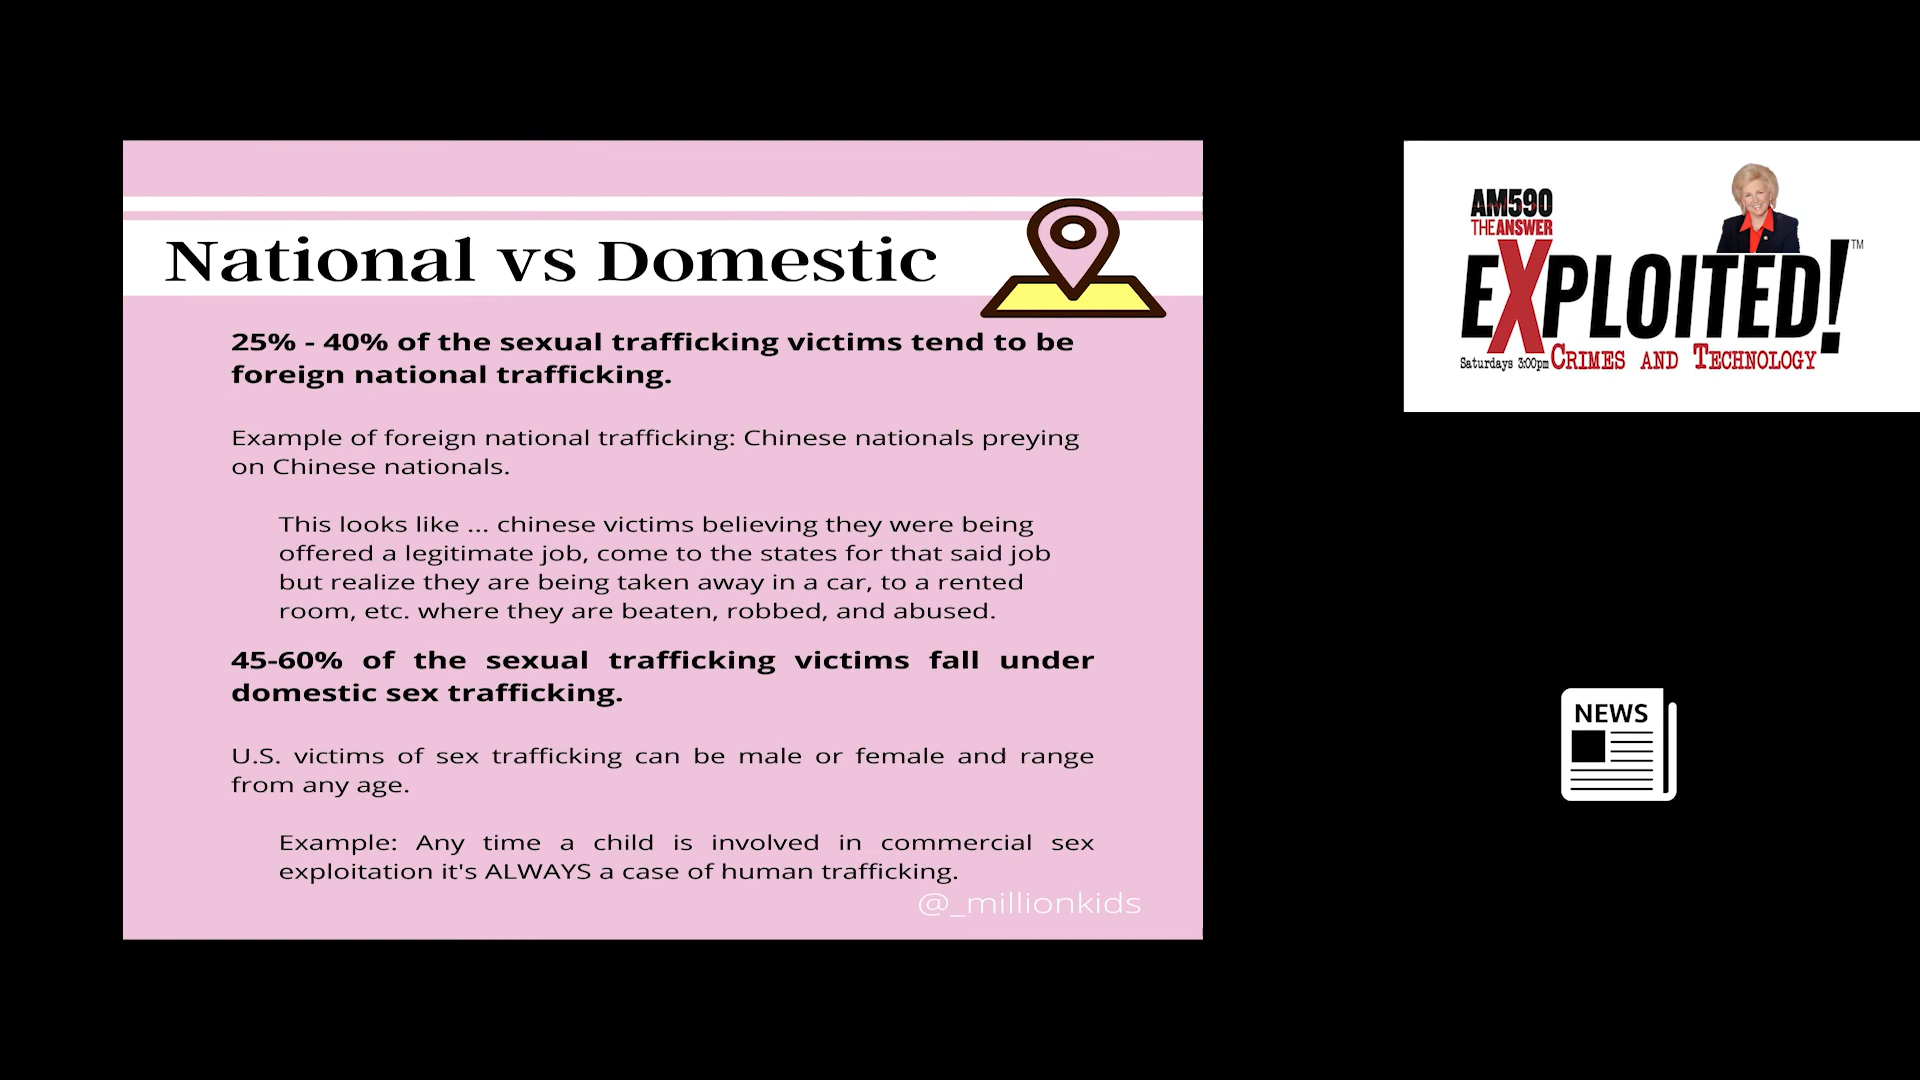 National vs Domestic
25% - 40% of the sexual trafficking victims tend to be
foreign national trafficking.
Example of foreign national trafficking: Chinese nationals preying
on Chinese nationals.
This looks like ... chinese victims believing they were being
offered a legitimate job, come to the states for that said job
but realize they are being taken away in a car, to a rented
room, etc. where they are beaten, robbed, and abused.
45-60% of the sexual trafficking victims fall under
domestic sex trafficking.
U.S. victims of sex trafficking can be male or female and range
from any age.
Example: Any time a child is involved in commercial sex
exploitation it's ALWAYS a case of human trafficking.
@_millionkids
AM590
THE ANSWER
EXPLOITED!™
Saturdays 3:00pm CRIMES AND TECHNOLOGY
NEWS